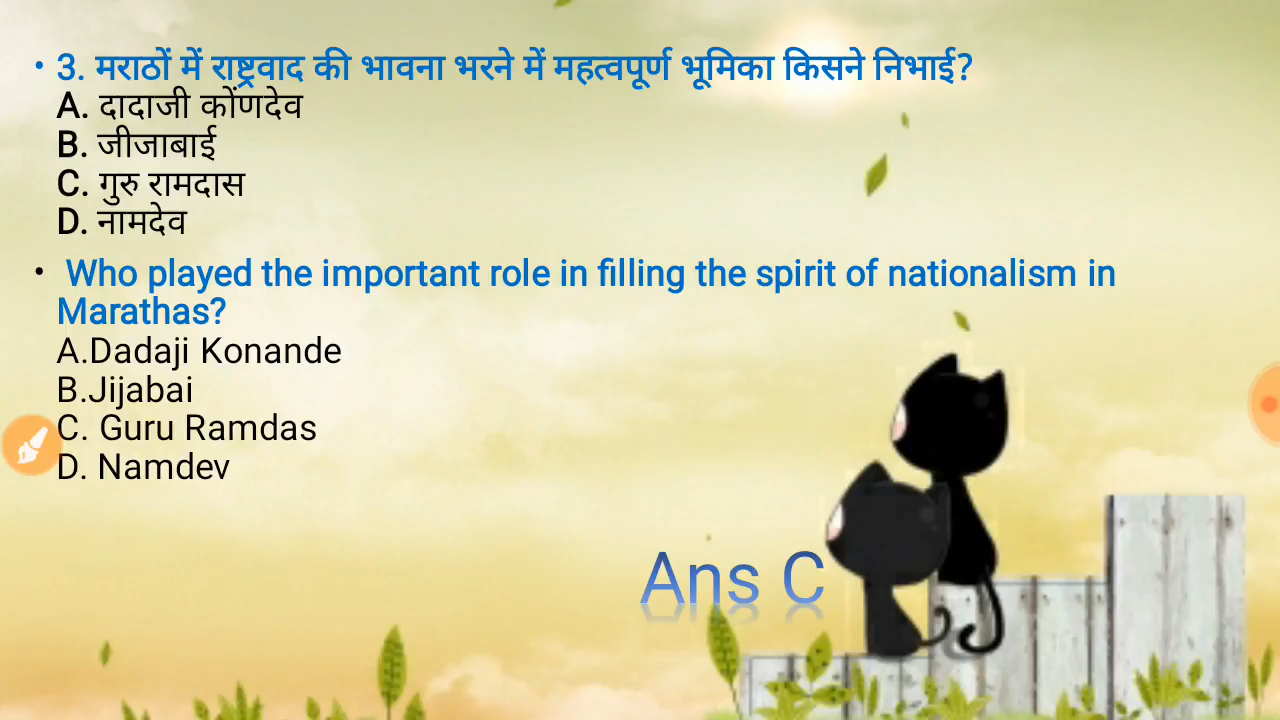 • 3. मराठों में राष्ट्रवाद की भावना भरने में महत्वपूर्ण भूमिका किसने निभाई?
A. दादाजी कोंणदेव
B. जीजाबाई
C. गुरु रामदास
D. नामदेव
• Who played the important role in filling the spirit of nationalism in
Marathas?
A.Dadaji Konande
B.Jijabai
C. Guru Ramdas
D. Namdev
Ans C